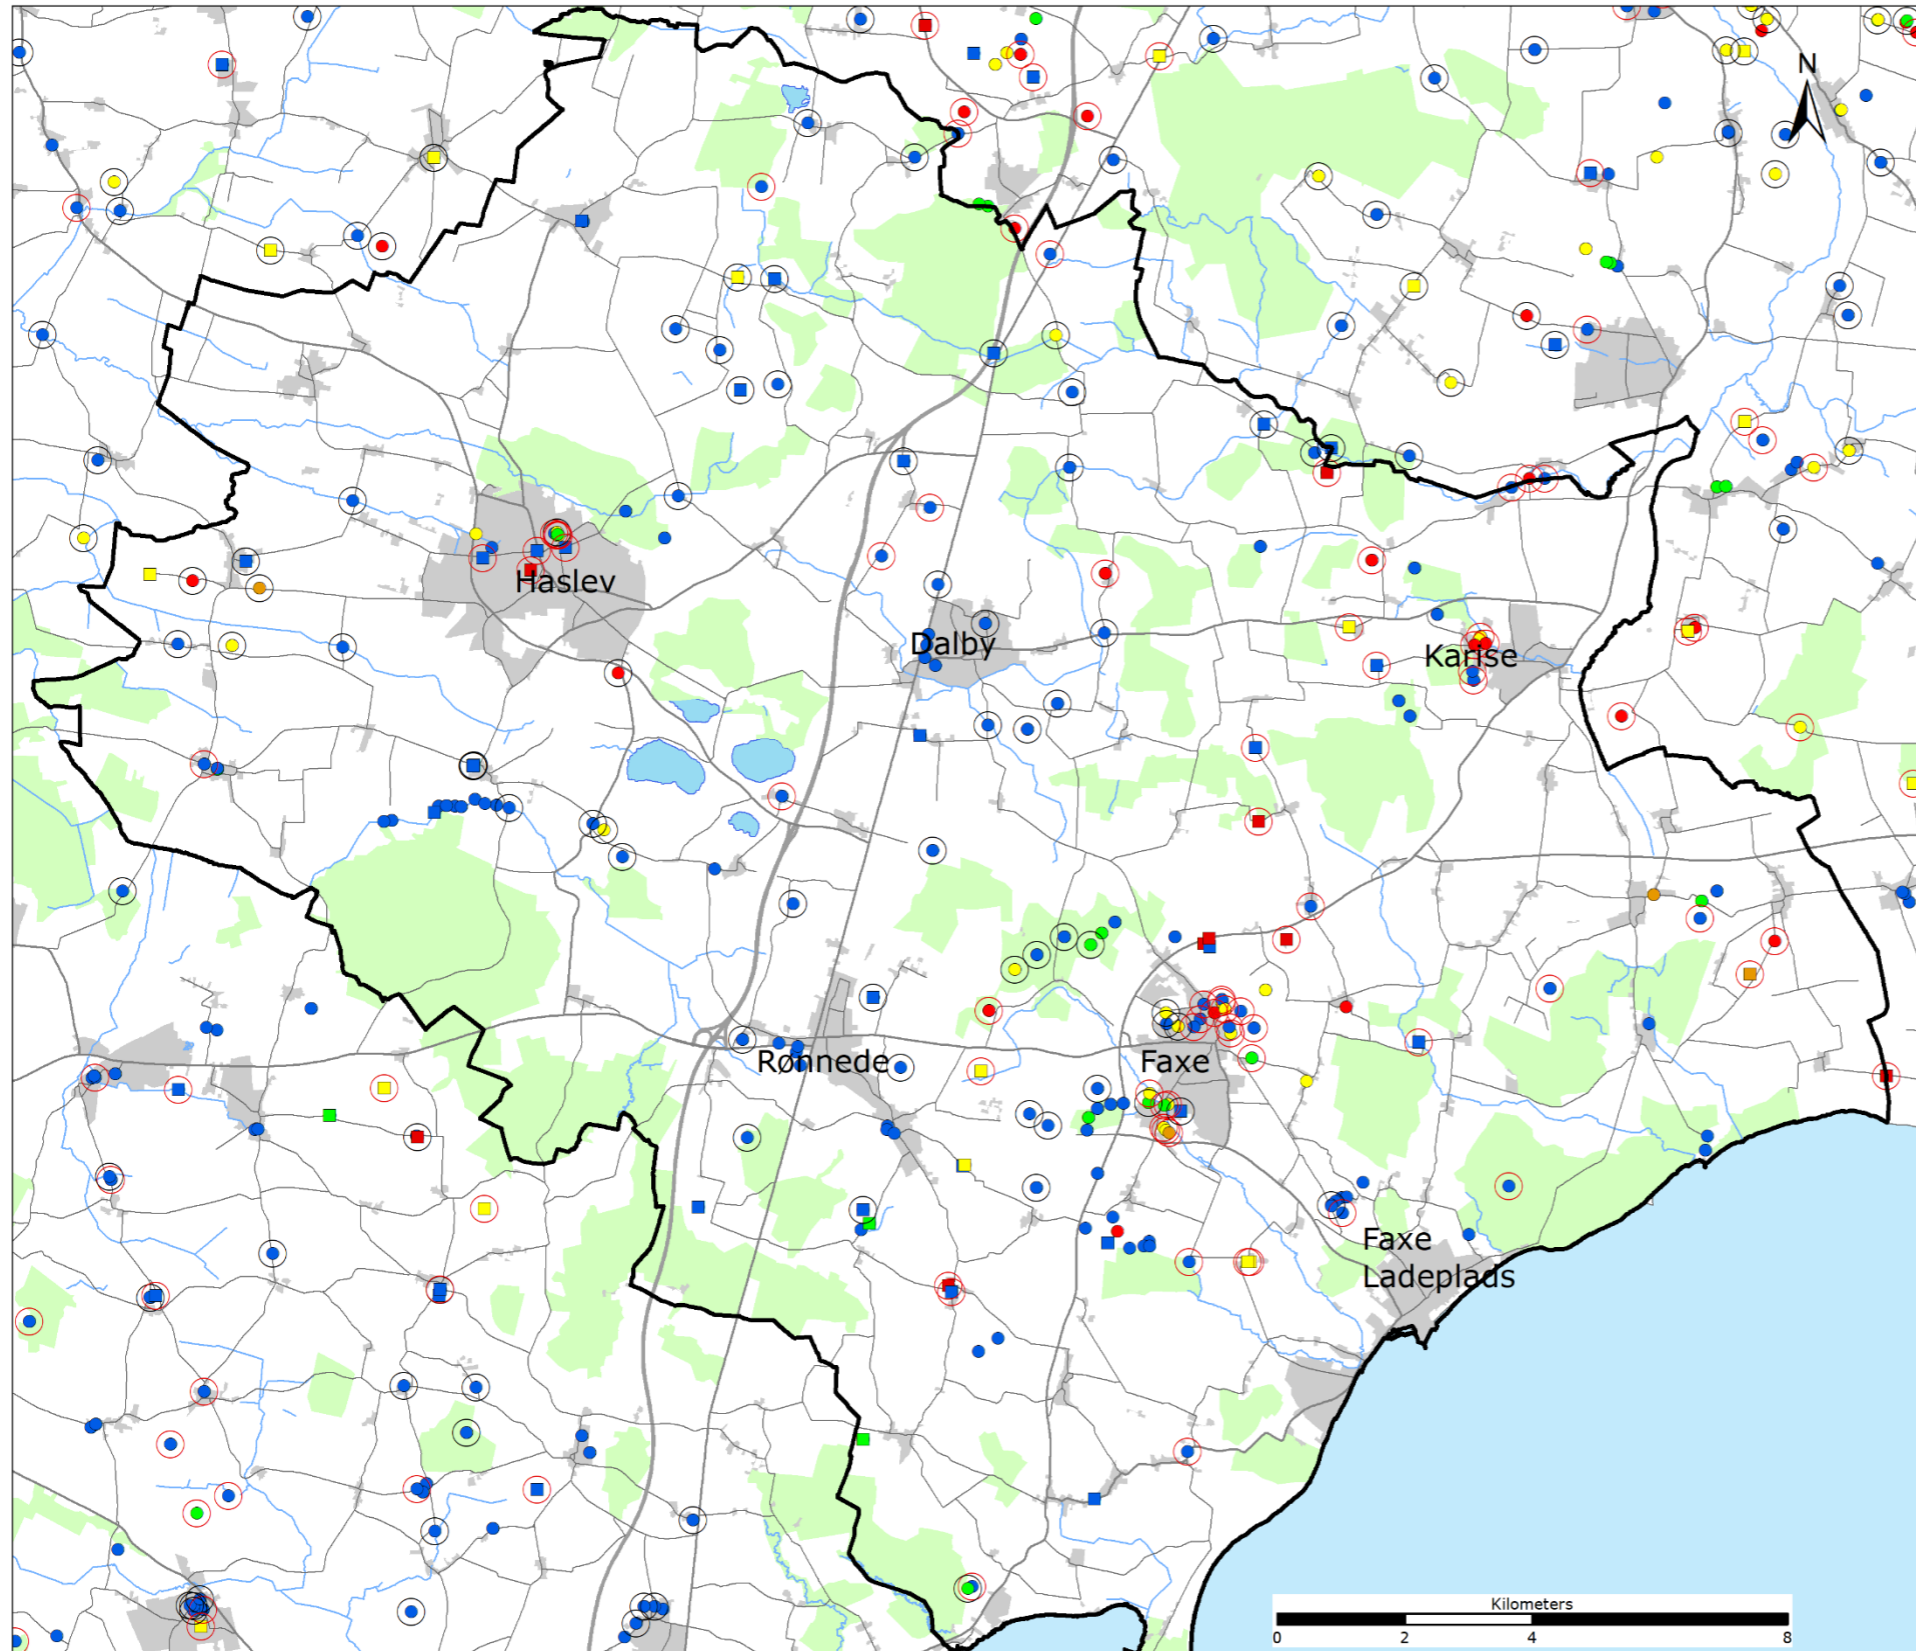 N
Haslev
Dalby
Karise
Rønnede
Faxe
Faxe
Ladeplads
Kilometers
0 2 4 8